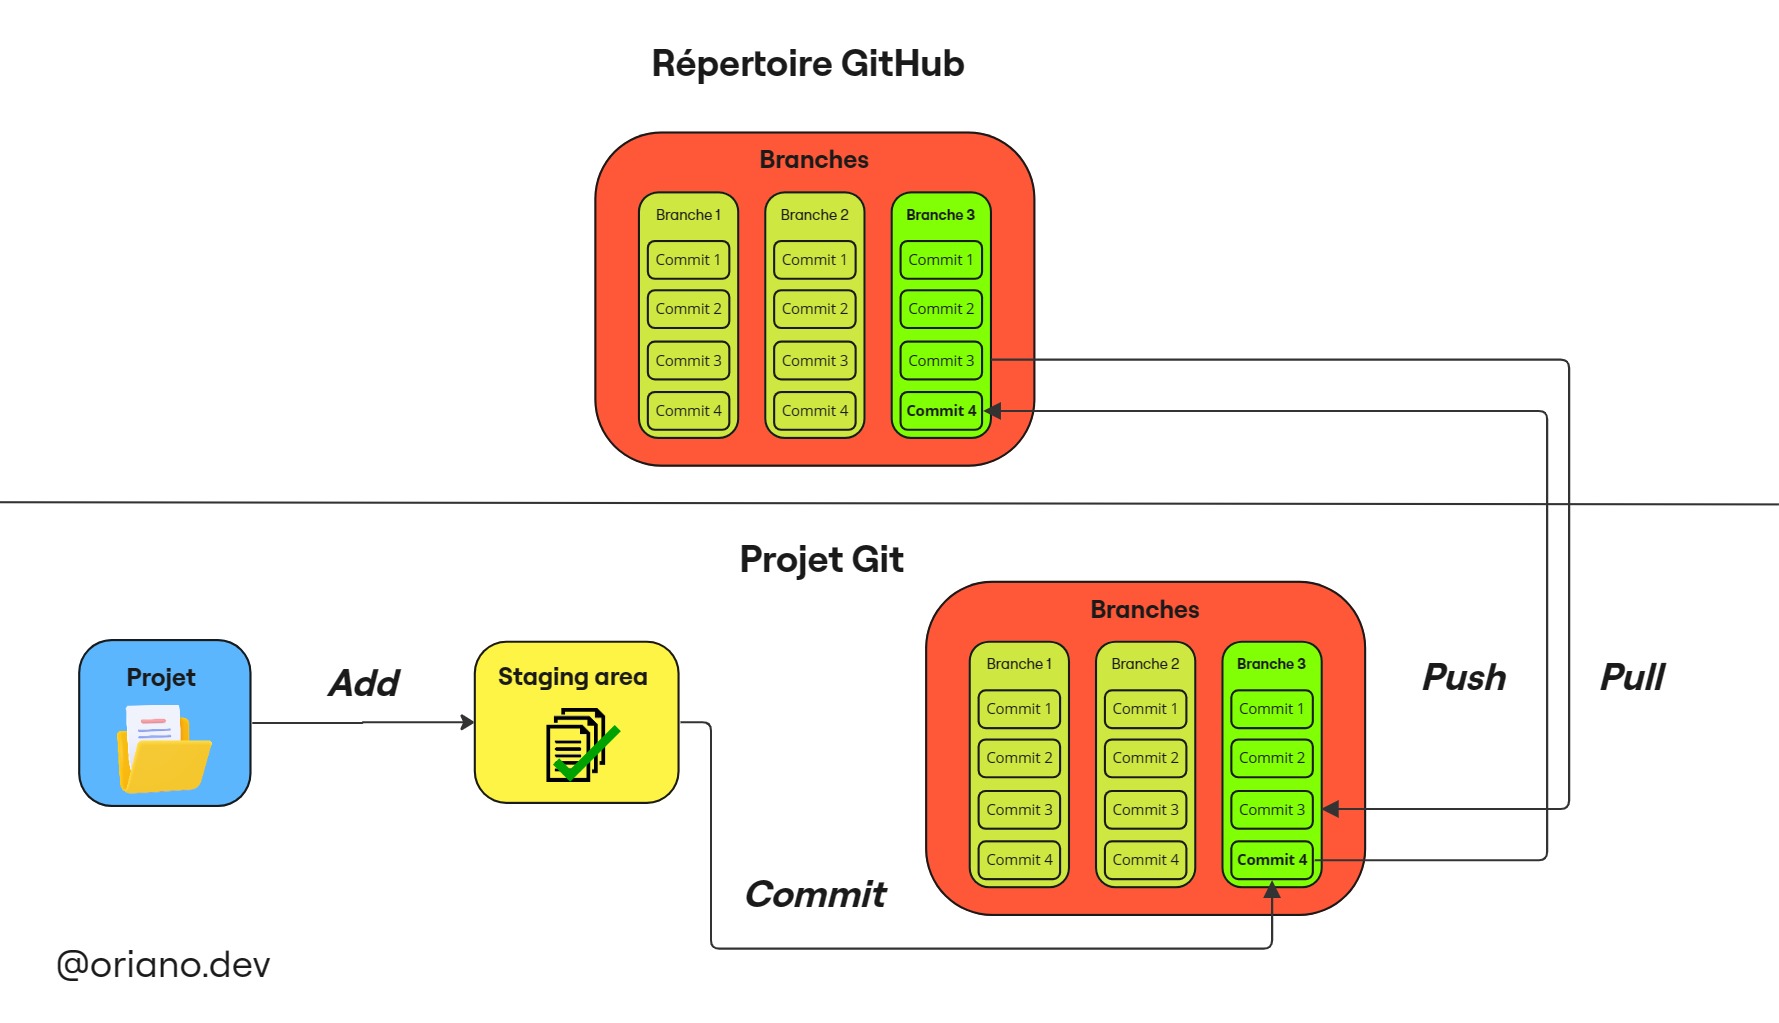 Répertoire GitHub
Branches
Branche 1
Commit 1
Commit 2
Commit 3
Commit 4
Branche 2
Commit 1
Commit 2
Commit 3
Commit 4
Branche 3
Commit 1
Commit 2
Commit 3
Commit 4
Projet Git
Projet
Add
Staging area
Commit
Branches
Branche 1
Commit 1
Commit 2
Commit 3
Commit 4
Branche 2
Commit 1
Commit 2
Commit 3
Commit 4
Branche 3
Commit 1
Commit 2
Commit 3
Commit 4
Push
Pull
@oriano.dev